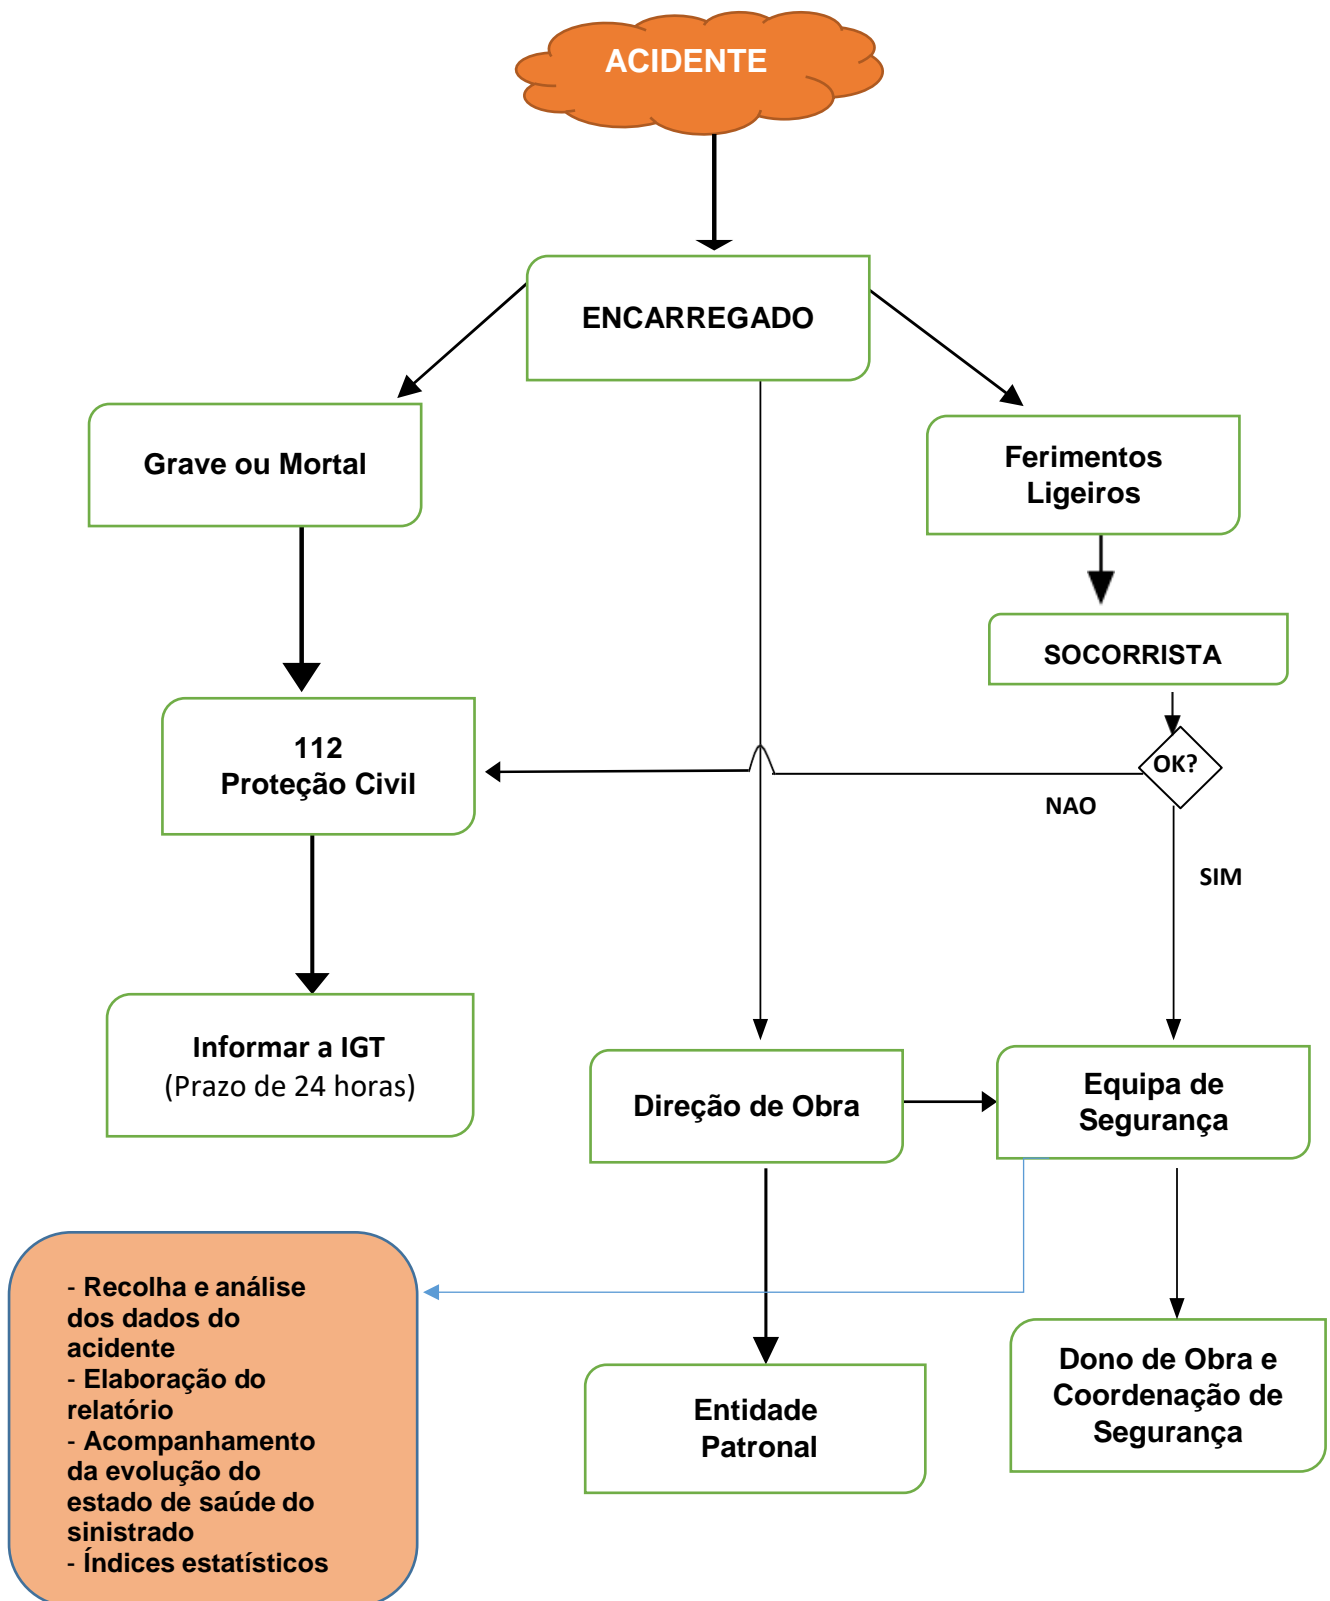 ACIDENTE
ENCARREGADO
Grave ou Mortal
Ferimentos
Ligeiros
SOCORRISTA
112
Proteção Civil
OK?
NAO
SIM
Informar a IGT
(Prazo de 24 horas)
Direção de Obra
Equipa de
Segurança
- Recolha e análise
dos dados do
acidente
- Elaboração do
relatório
- Acompanhamento
da evolução do
estado de saúde do
sinistrado
- Índices estatísticos
Entidade
Patronal
Dono de Obra e
Coordenação de
Segurança